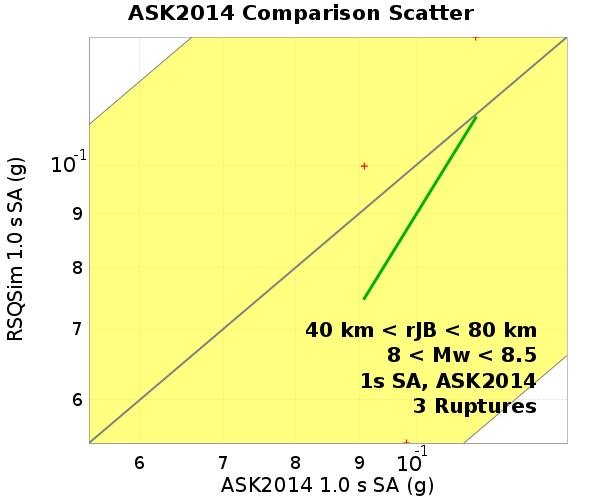 ASK2014 Comparison Scatter
RSQSim 1.0 s SA (g)
10-1
9
8
7
6
40 km < rJB < 80 km
8 < Mw < 8.5
1s SA, ASK2014
3 Ruptures
6 7 8 9 10-1
ASK2014 1.0 s SA (g)